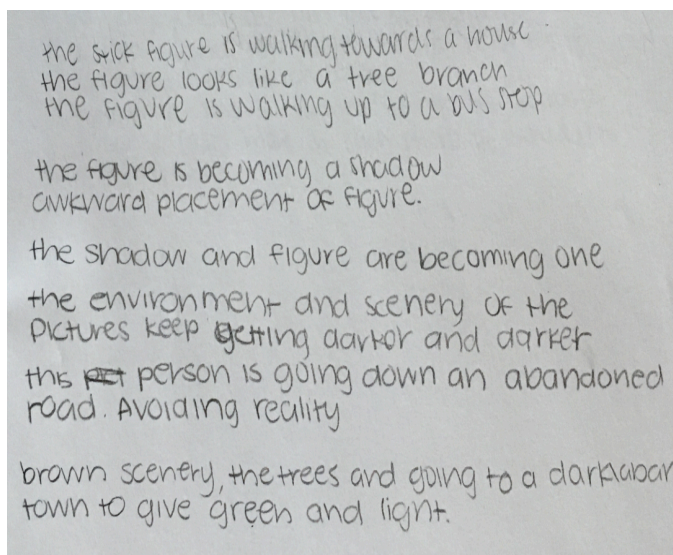 the stick figure is walking towards a house
the figure looks like a tree branch
the figure is walking up to a bus stop
the figure is becoming a shadow
awkward placement of figure.
the shadow and figure are becoming one
the environment and scenery of the
pictures keep getting darker and darker
this person is going down an abandoned
road. Avoiding reality
brown scenery, the trees and going to a dark
town to give green and light.